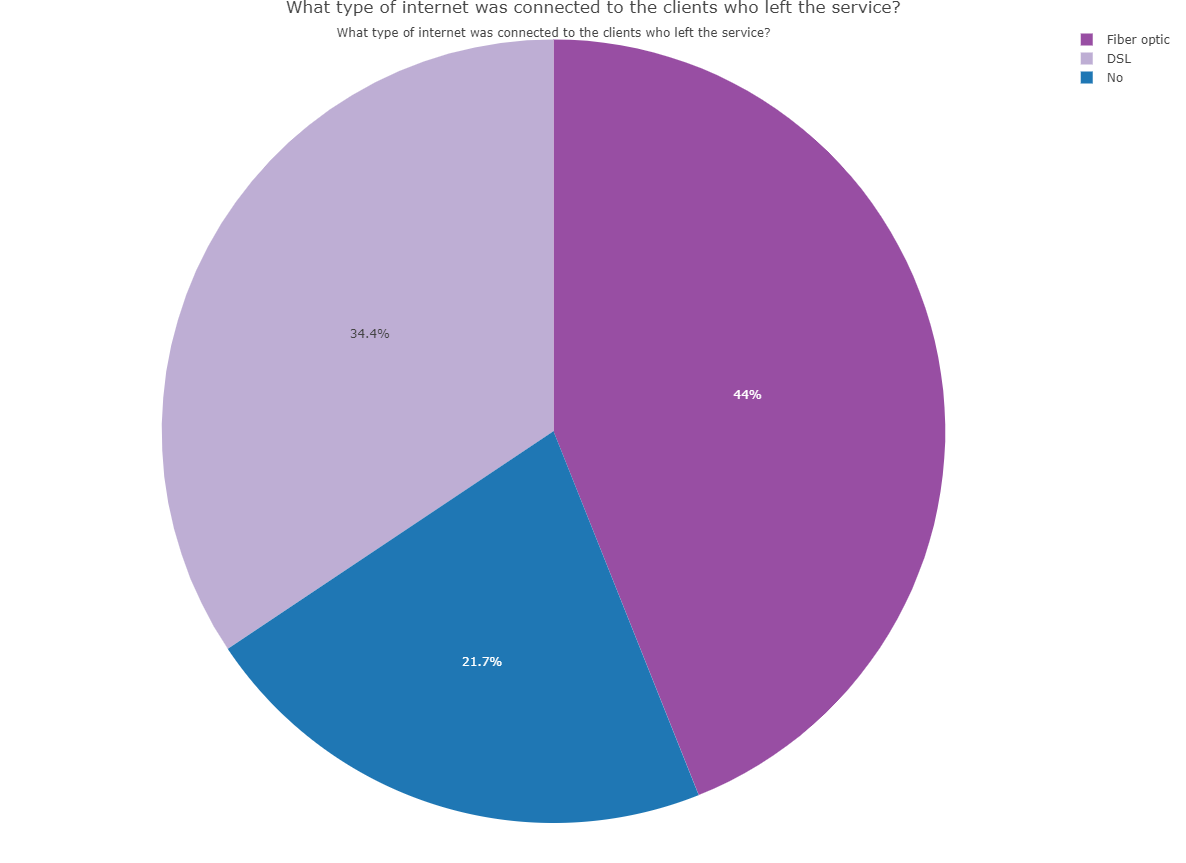 What type of internet was connected to the clients who left the service?
What type of internet was connected to the clients who left the service?
Fiber optic
DSL
No
34.4%
44%
21.7%